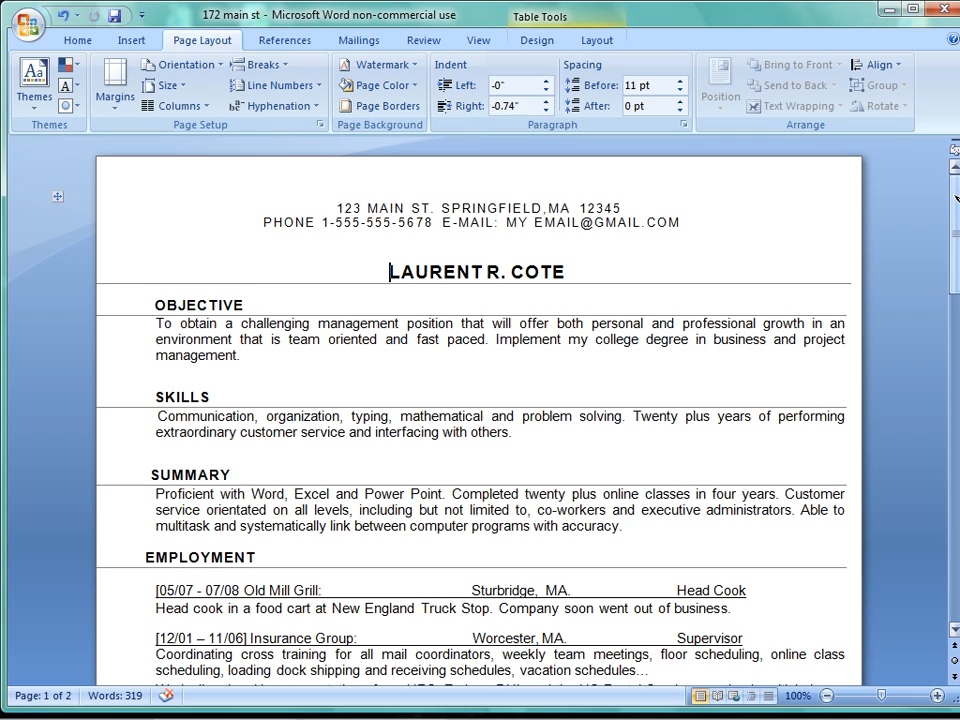 172 main st - Microsoft Word non-commercial use
Table Tools
Home Insert Page Layout References Mailings Review View Design Layout
Orientation Breaks Watermark Indent Spacing Bring to Front Align
Aa Size Line Numbers Page Color Left: -0" Before: 11 pt Send to Back Group
Themes Margins Columns Hyphenation Page Borders Right: -0.74" After: 0 pt Position Text Wrapping Rotate
Themes Page Setup Page Background Paragraph Arrange
123 MAIN ST. SPRINGFIELD,MA 12345
PHONE 1-555-555-5678 E-MAIL: MY EMAIL@GMAIL.COM
LAURENT R. COTE
OBJECTIVE
To obtain a challenging management position that will offer both personal and professional growth in an
environment that is team oriented and fast paced. Implement my college degree in business and project
management.
SKILLS
Communication, organization, typing, mathematical and problem solving. Twenty plus years of performing
extraordinary customer service and interfacing with others.
SUMMARY
Proficient with Word, Excel and Power Point. Completed twenty plus online classes in four years. Customer
service orientated on all levels, including but not limited to, co-workers and executive administrators. Able to
multitask and systematically link between computer programs with accuracy.
EMPLOYMENT
[05/07 - 07/08 Old Mill Grill: Sturbridge, MA. Head Cook
Head cook in a food cart at New England Truck Stop. Company soon went out of business.
[12/01 – 11/06] Insurance Group: Worcester, MA. Supervisor
Coordinating cross training for all mail coordinators, weekly team meetings, floor scheduling, online class
scheduling, loading dock shipping and receiving schedules, vacation schedules…
Page: 1 of 2 Words: 319 100%